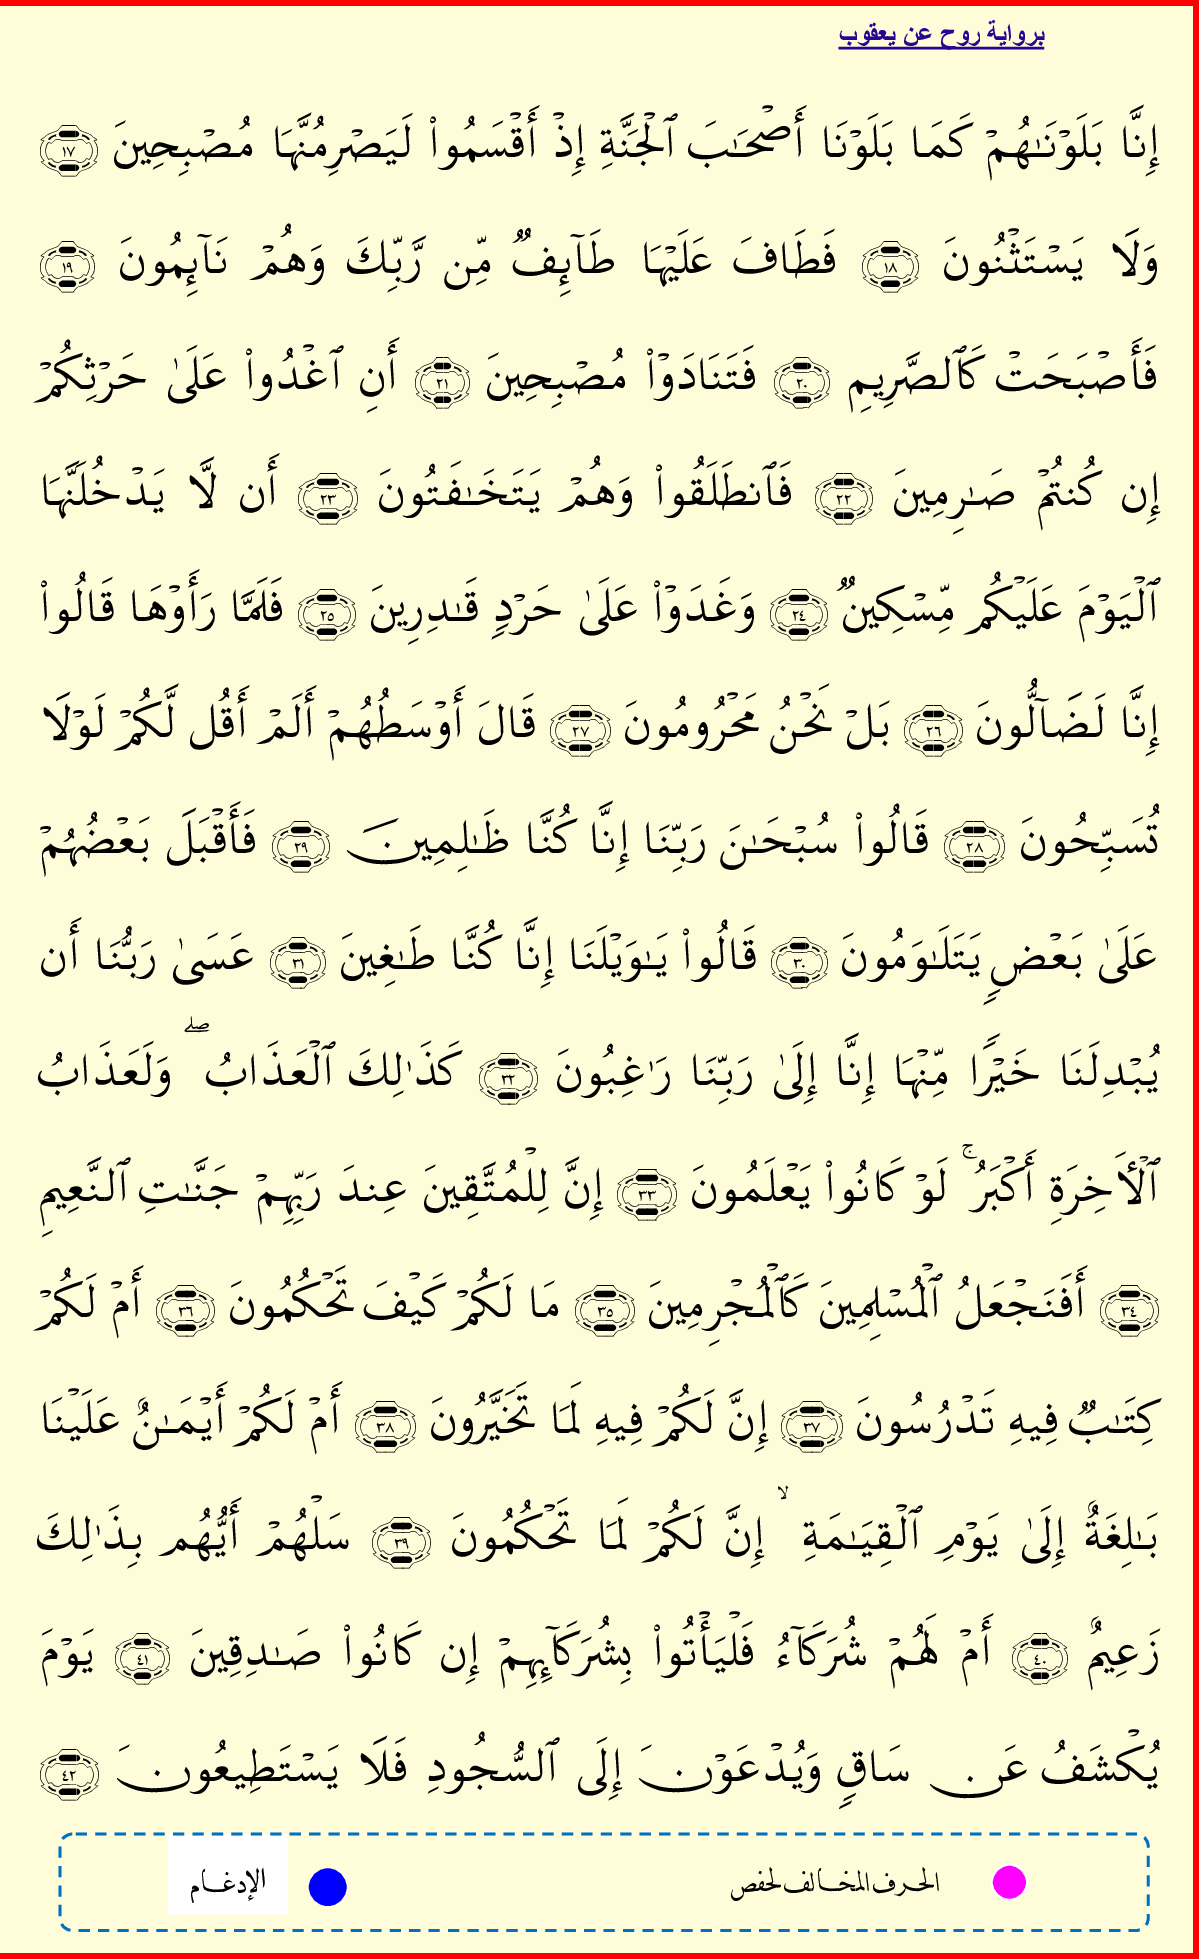 برواية روح عن يعقوب
إِنَّا بَلَوْنَٰهُمْ كَمَا بَلَوْنَا أَصْحَٰبَ ٱلْجَنَّةِ إِذْ أَقْسَمُوا۟ لَيَصْرِمُنَّهَا مُصْبِحِينَ ١٧
وَلَا يَسْتَثْنُونَ ١٨ فَطَافَ عَلَيْهَا طَآئِفٌ مِّن رَّبِّكَ وَهُمْ نَآئِمُونَ ١٩
فَأَصْبَحَتْ كَٱلصَّرِيمِ ٢٠ فَتَنَادَوْا۟ مُصْبِحِينَ ٢١ أَنِ ٱغْدُوا۟ عَلَىٰ حَرْثِكُمْ
إِن كُنتُمْ صَٰرِمِينَ ٢٢ فَٱنطَلَقُوا۟ وَهُمْ يَتَخَٰفَتُونَ ٢٣ أَن لَّا يَدْخُلَنَّهَا
ٱلْيَوْمَ عَلَيْكُم مِّسْكِينٌ ٢٤ وَغَدَوْا۟ عَلَىٰ حَرْدٍ قَٰدِرِينَ ٢٥ فَلَمَّا رَأَوْهَا قَالُوا۟
إِنَّا لَضَآلُّونَ ٢٦ بَلْ نَحْنُ مَحْرُومُونَ ٢٧ قَالَ أَوْسَطُهُمْ أَلَمْ أَقُل لَّكُمْ لَوْلَا
تُسَبِّحُونَ ٢٨ قَالُوا۟ سُبْحَٰنَ رَبِّنَا إِنَّا كُنَّا ظَٰلِمِينَ ٢٩ فَأَقْبَلَ بَعْضُهُمْ
عَلَىٰ بَعْضٍ يَتَلَٰوَمُونَ ٣٠ قَالُوا۟ يَٰوَيْلَنَا إِنَّا كُنَّا طَٰغِينَ ٣١ عَسَىٰ رَبُّنَا أَن
يُبْدِلَنَا خَيْرًا مِّنْهَا إِنَّا إِلَىٰ رَبِّنَا رَٰغِبُونَ ٣٢ كَذَٰلِكَ ٱلْعَذَابُ ۖ وَلَعَذَابُ
ٱلْأَخِرَةِ أَكْبَرُ ۚ لَوْ كَانُوا۟ يَعْلَمُونَ ٣٣ إِنَّ لِلْمُتَّقِينَ عِندَ رَبِّهِمْ جَنَّٰتِ ٱلنَّعِيمِ
٣٤ أَفَنَجْعَلُ ٱلْمُسْلِمِينَ كَٱلْمُجْرِمِينَ ٣٥ مَا لَكُمْ كَيْفَ تَحْكُمُونَ ٣٦ أَمْ لَكُمْ
كِتَٰبٌ فِيهِ تَدْرُسُونَ ٣٧ إِنَّ لَكُمْ فِيهِ لَمَا تَخَيَّرُونَ ٣٨ أَمْ لَكُمْ أَيْمَٰنٌ عَلَيْنَا
بَٰلِغَةٌ إِلَىٰ يَوْمِ ٱلْقِيَٰمَةِ ۙ إِنَّ لَكُمْ لَمَا تَحْكُمُونَ ٣٩ سَلْهُمْ أَيُّهُم بِذَٰلِكَ
زَعِيمٌ ٤٠ أَمْ لَهُمْ شُرَكَآءُ فَلْيَأْتُوا۟ بِشُرَكَآئِهِمْ إِن كَانُوا۟ صَٰدِقِينَ ٤١ يَوْمَ
يُكْشَفُ عَن سَاقٍ وَيُدْعَوْنَ إِلَى ٱلسُّجُودِ فَلَا يَسْتَطِيعُونَ ٤٢
الحرف المخالف لحفص الإدغام